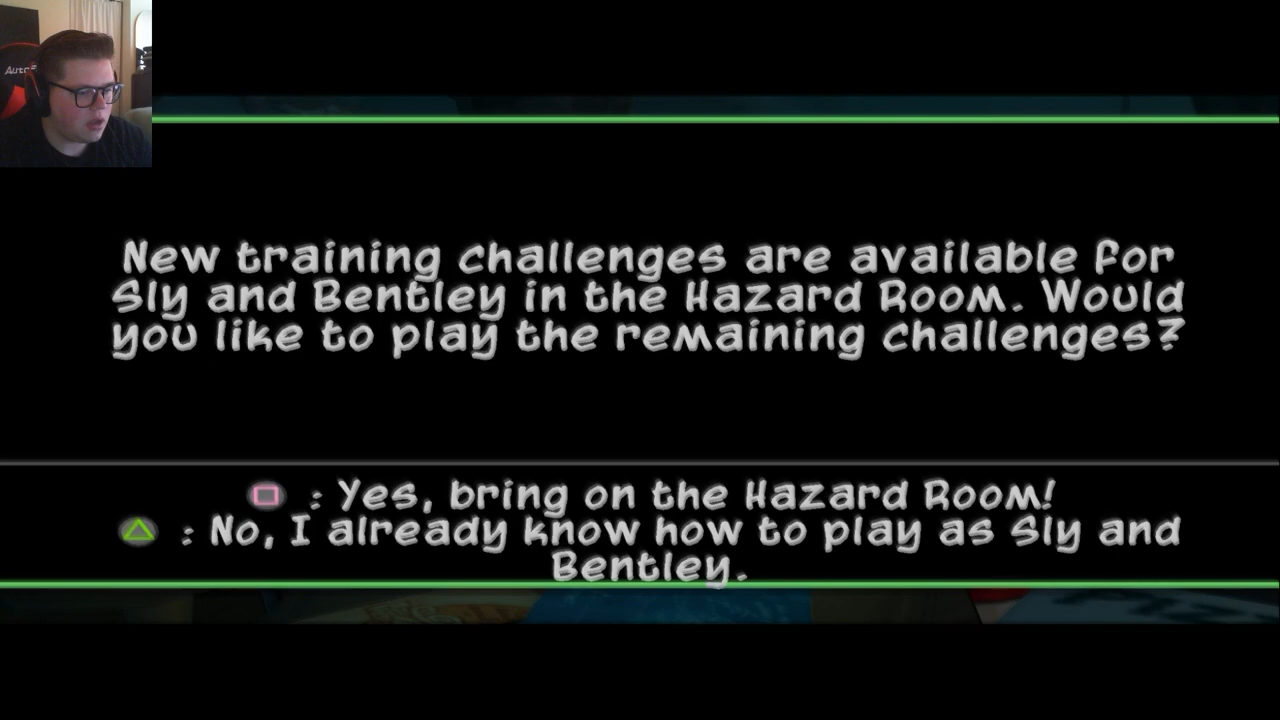 New training challenges are available for
Sly and Bentley in the Hazard Room. Would
you like to play the remaining challenges?
: Yes, bring on the Hazard Room!
: No, I already know how to play as Sly and
Bentley.